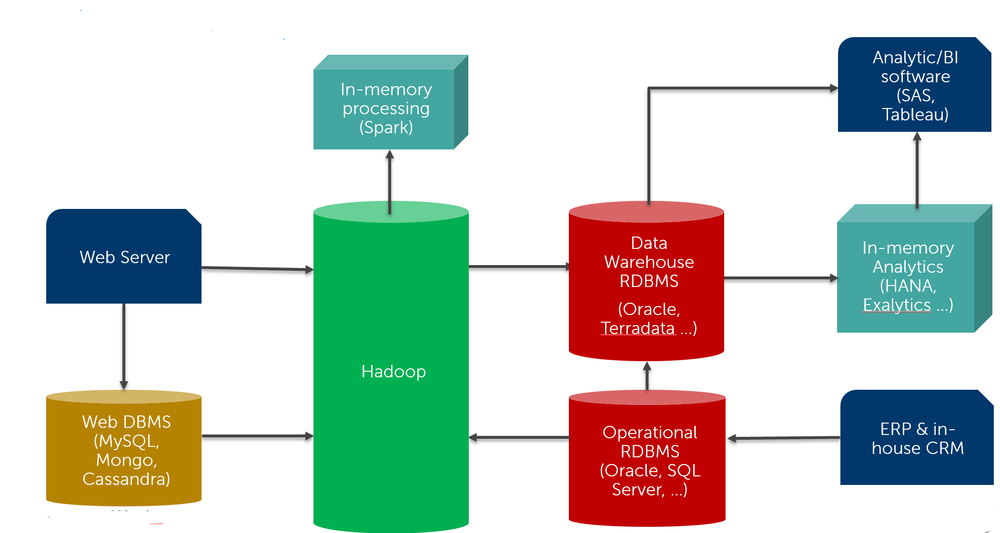 In-memory
processing
(Spark)
Analytic/BI
software
(SAS,
Tableau)
Web Server
Hadoop
Data
Warehouse
RDBMS
(Oracle,
Terradata ...)
In-memory
Analytics
(HANA,
Exalytics ...)
Web DBMS
(MySQL,
Mongo,
Cassandra)
Operational
RDBMS
(Oracle, SQL
Server, ...)
ERP & in-
house CRM